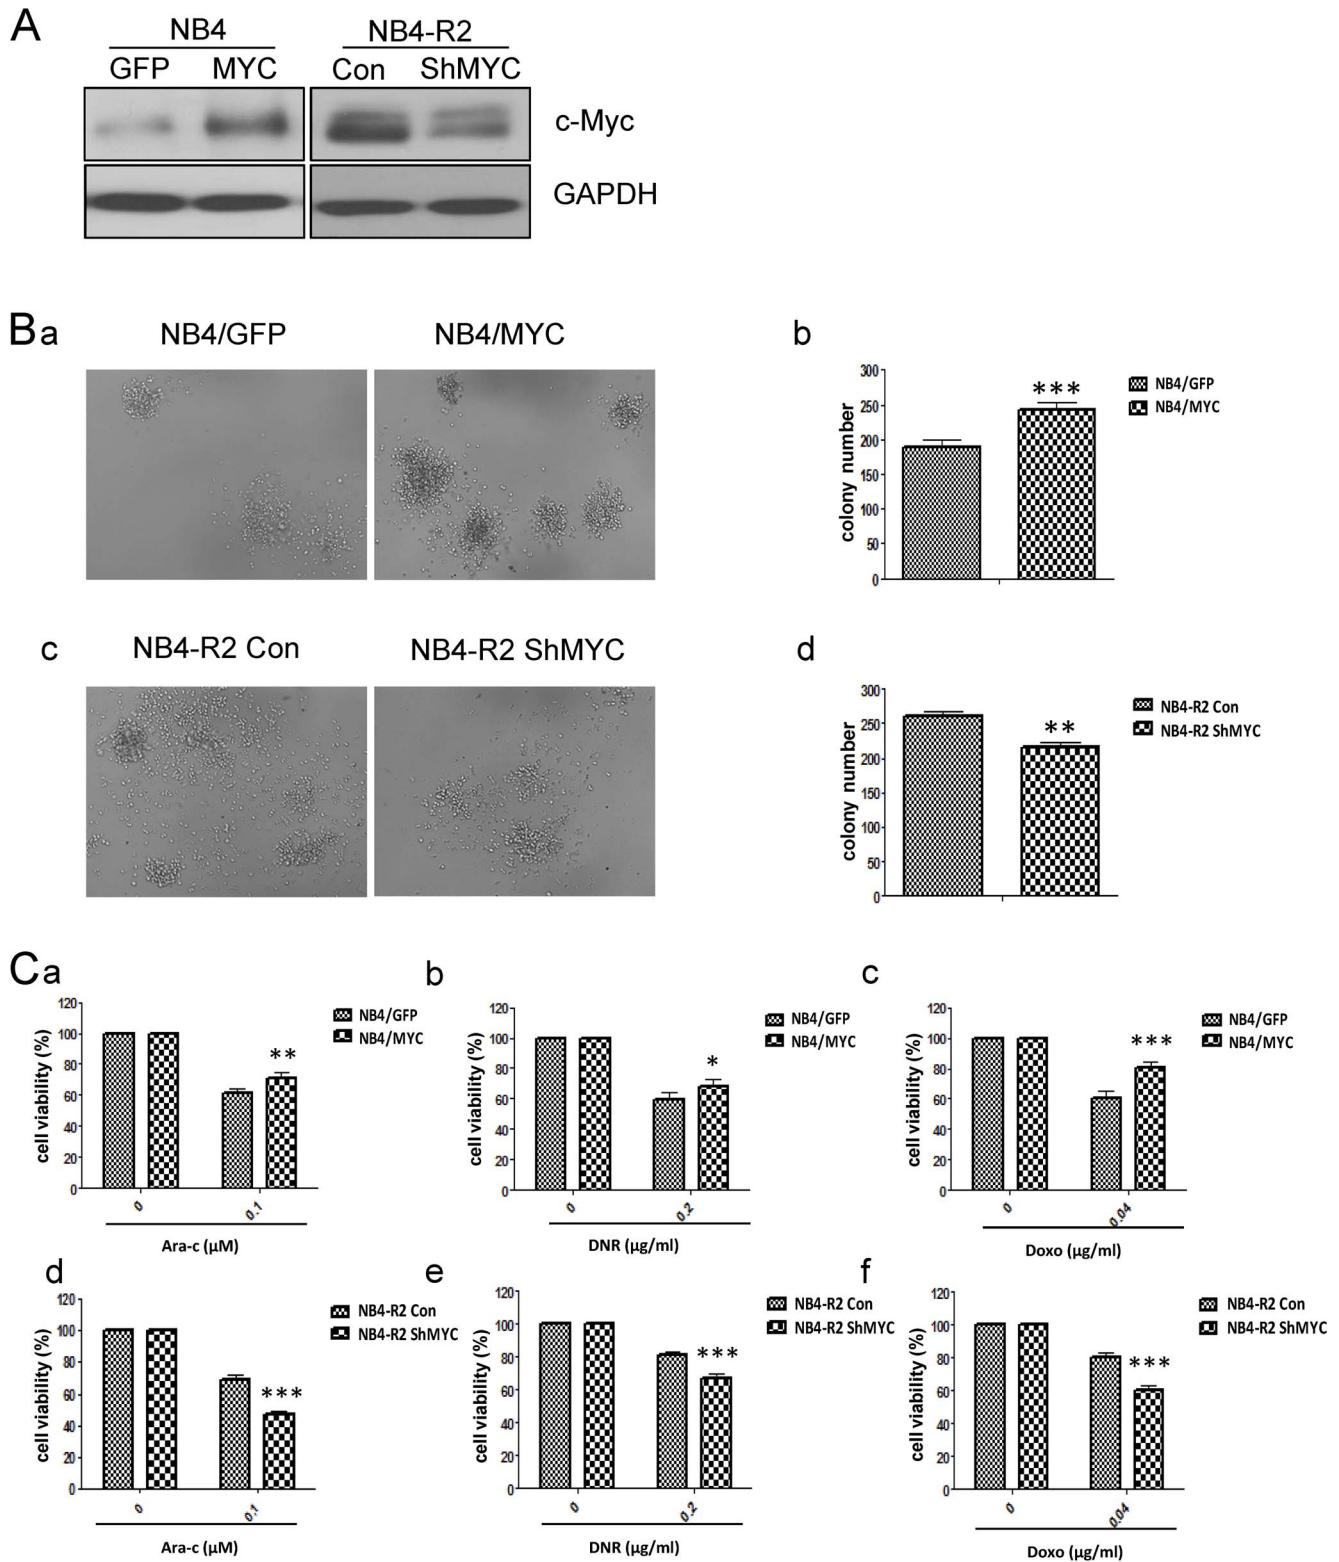 A
NB4 NB4-R2
GFP MYC Con ShMYC
c-Myc
GAPDH
B a NB4/GFP NB4/MYC b
300
250
200
150
100
50
0
colony number
***
NB4/GFP
NB4/MYC
c NB4-R2 Con NB4-R2 ShMYC d
300
250
200
150
100
50
0
colony number
**
NB4-R2 Con
NB4-R2 ShMYC
C a
120
100
80
60
40
20
0
cell viability (%)
**
NB4/GFP
NB4/MYC
0 0.1
Ara-c (µM)
b
120
100
80
60
40
20
0
cell viability (%)
*
NB4/GFP
NB4/MYC
0 0.2
DNR (µg/ml)
c
120
100
80
60
40
20
0
cell viability (%)
***
NB4/GFP
NB4/MYC
0 0.04
Doxo (µg/ml)
d
120
100
80
60
40
20
0
cell viability (%)
***
NB4-R2 Con
NB4-R2 ShMYC
0 0.1
Ara-c (µM)
e
120
100
80
60
40
20
0
cell viability (%)
***
NB4-R2 Con
NB4-R2 ShMYC
0 0.2
DNR (µg/ml)
f
120
100
80
60
40
20
0
cell viability (%)
***
NB4-R2 Con
NB4-R2 ShMYC
0 0.04
Doxo (µg/ml)